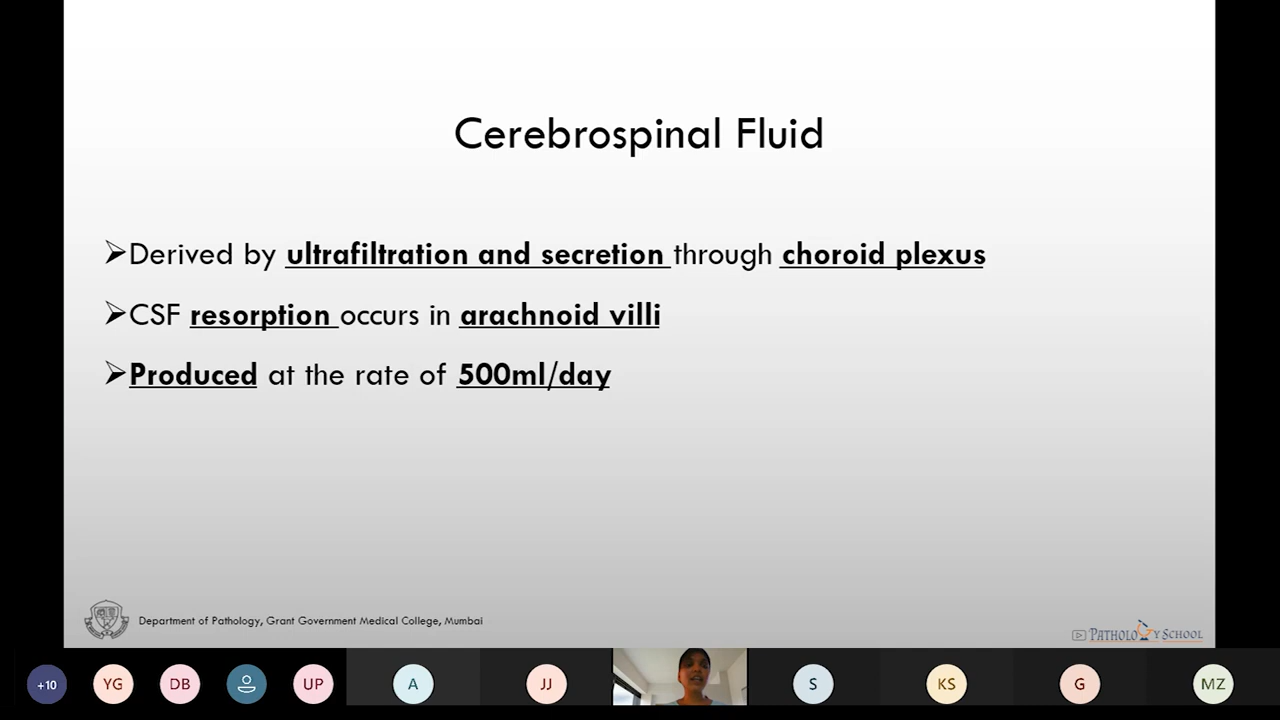 Cerebrospinal Fluid
➢Derived by ultrafiltration and secretion through choroid plexus
➢CSF resorption occurs in arachnoid villi
➢Produced at the rate of 500ml/day
Department of Pathology, Grant Government Medical College, Mumbai
PATHOLOGY SCHOOL
+10 YG DB UP A JJ S KS G MZ